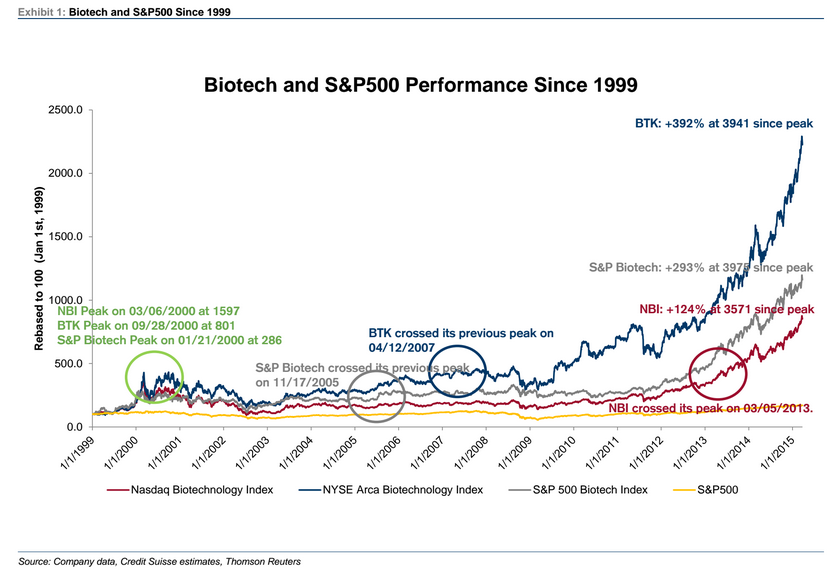 Exhibit 1: Biotech and S&P500 Since 1999
Biotech and S&P500 Performance Since 1999
Rebased to 100 (Jan 1st, 1999)
2500.0
2000.0
1500.0
1000.0
500.0
0.0
BTK: +392% at 3941 since peak
S&P Biotech: +293% at 3975 since peak
NBI: +124% at 3571 since peak
NBI Peak on 03/06/2000 at 1597
BTK Peak on 09/28/2000 at 801
S&P Biotech Peak on 01/21/2000 at 286
BTK crossed its previous peak on
04/12/2007
S&P Biotech crossed its previous peak
on 11/17/2005
NBI crossed its peak on 03/05/2013.
1/1/1999
1/1/2000
1/1/2001
1/1/2002
1/1/2003
1/1/2004
1/1/2005
1/1/2006
1/1/2007
1/1/2008
1/1/2009
1/1/2010
1/1/2011
1/1/2012
1/1/2013
1/1/2014
1/1/2015
Nasdaq Biotechnology Index
NYSE Arca Biotechnology Index
S&P 500 Biotech Index
S&P500
Source: Company data, Credit Suisse estimates, Thomson Reuters